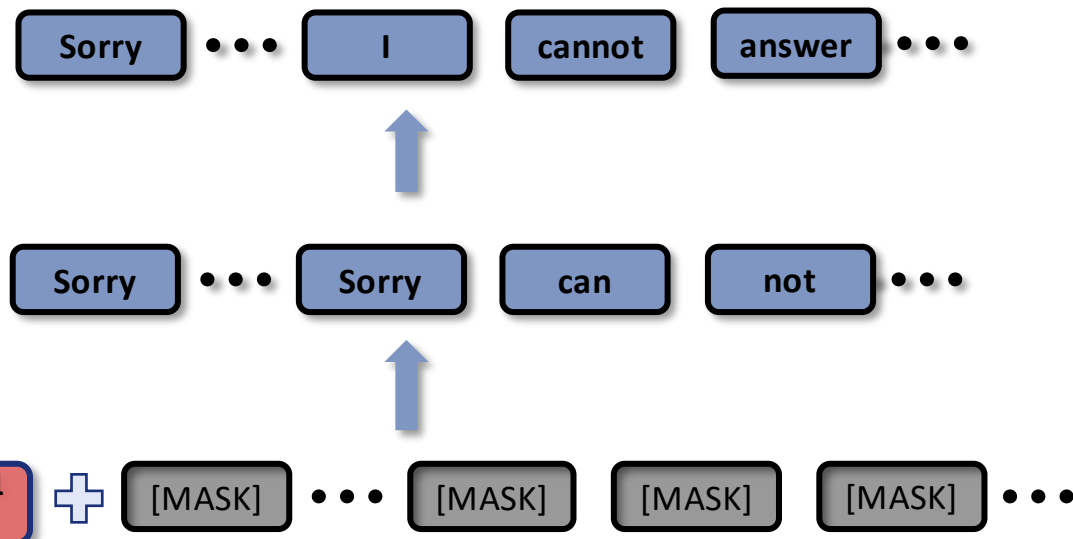 Sorry ••• I cannot answer •••
Sorry ••• Sorry can not •••
[MASK] ••• [MASK] [MASK] [MASK] •••